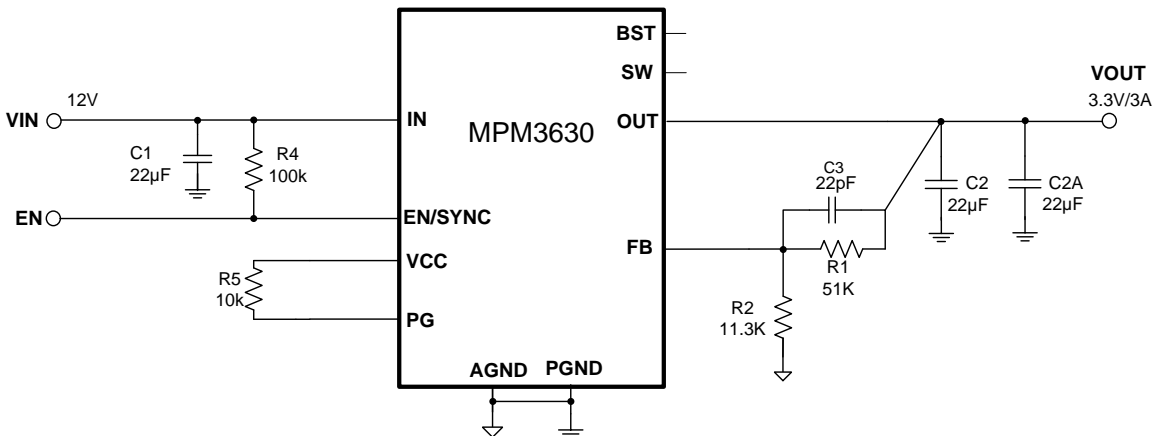 BST
SW
VOUT
12V
3.3V/3A
VIN
IN
MPM3630
OUT
C1
22µF
R4
100k
C3
22pF
C2
22µF
C2A
22µF
EN
EN/SYNC
FB
VCC
R1
51K
R5
10k
R2
11.3K
PG
AGND
PGND